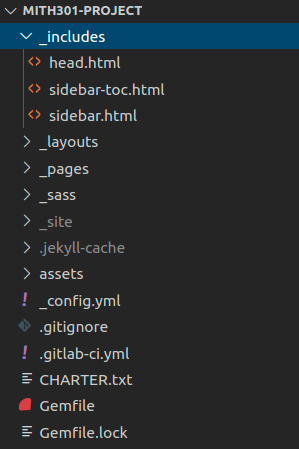 MITH301-PROJECT
_includes
head.html
sidebar-toc.html
sidebar.html
_layouts
_pages
_sass
_site
.jekyll-cache
assets
_config.yml
.gitignore
.gitlab-ci.yml
CHARTER.txt
Gemfile
Gemfile.lock